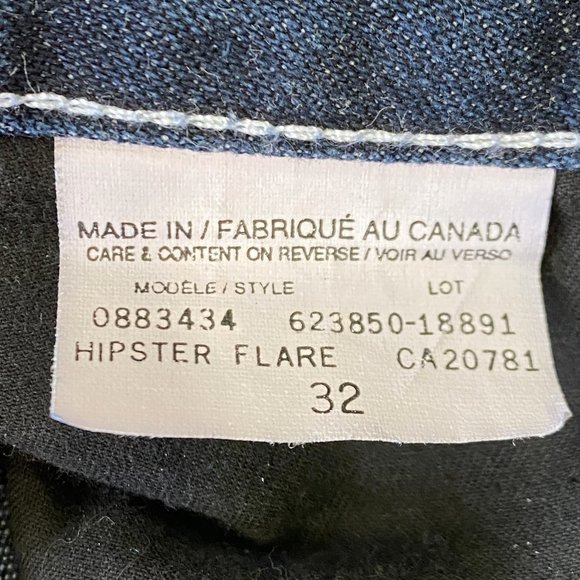 MADE IN / FABRIQUÉ AU CANADA
CARE & CONTENT ON REVERSE / VOIR AU VERSO
MODÈLE / STYLE LOT
0883434 623850-18891
HIPSTER FLARE CA20781
32